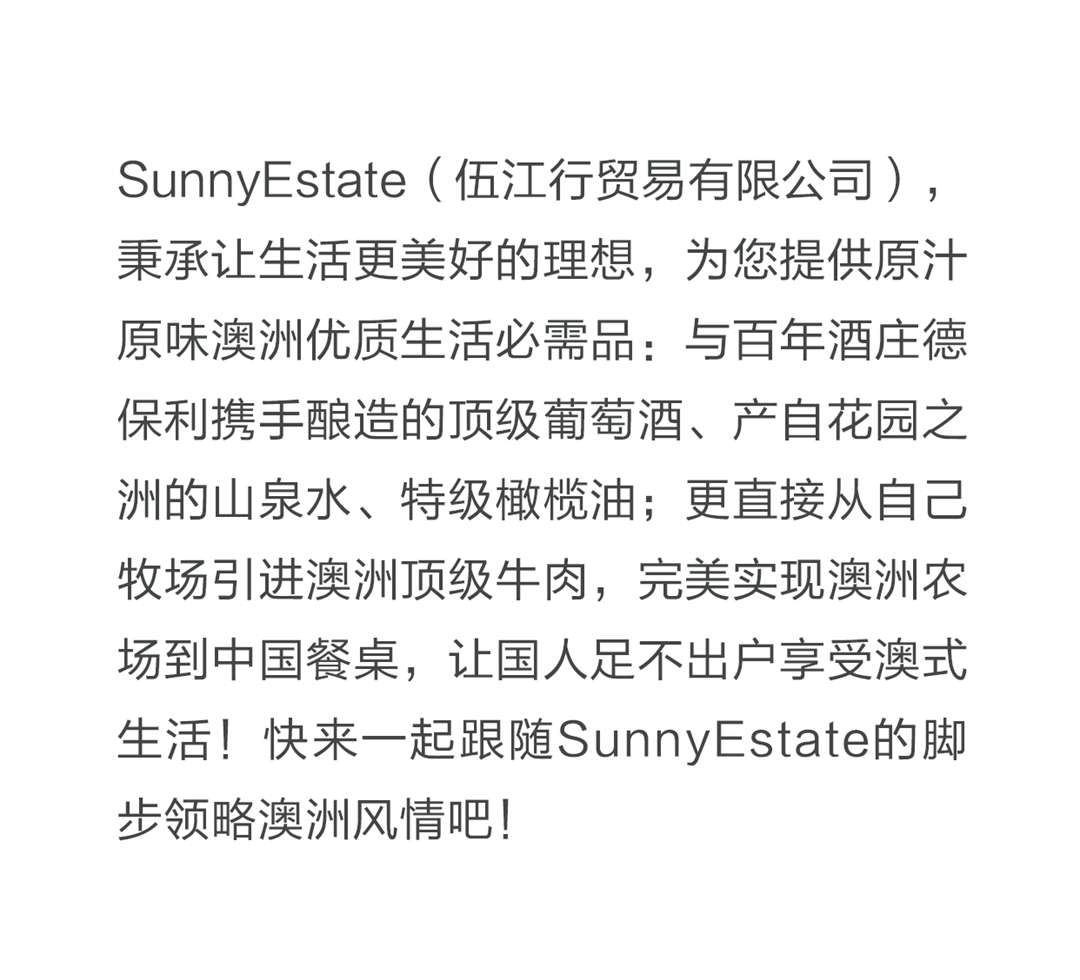 SunnyEstate（伍江行贸易有限公司），
秉承让生活更美好的理想，为您提供原汁
原味澳洲优质生活必需品：与百年酒庄德
保利携手酿造的顶级葡萄酒、产自花园之
洲的山泉水、特级橄榄油；更直接从自己
牧场引进澳洲顶级牛肉，完美实现澳洲农
场到中国餐桌，让国人足不出户享受澳式
生活！快来一起跟随SunnyEstate的脚
步领略澳洲风情吧！